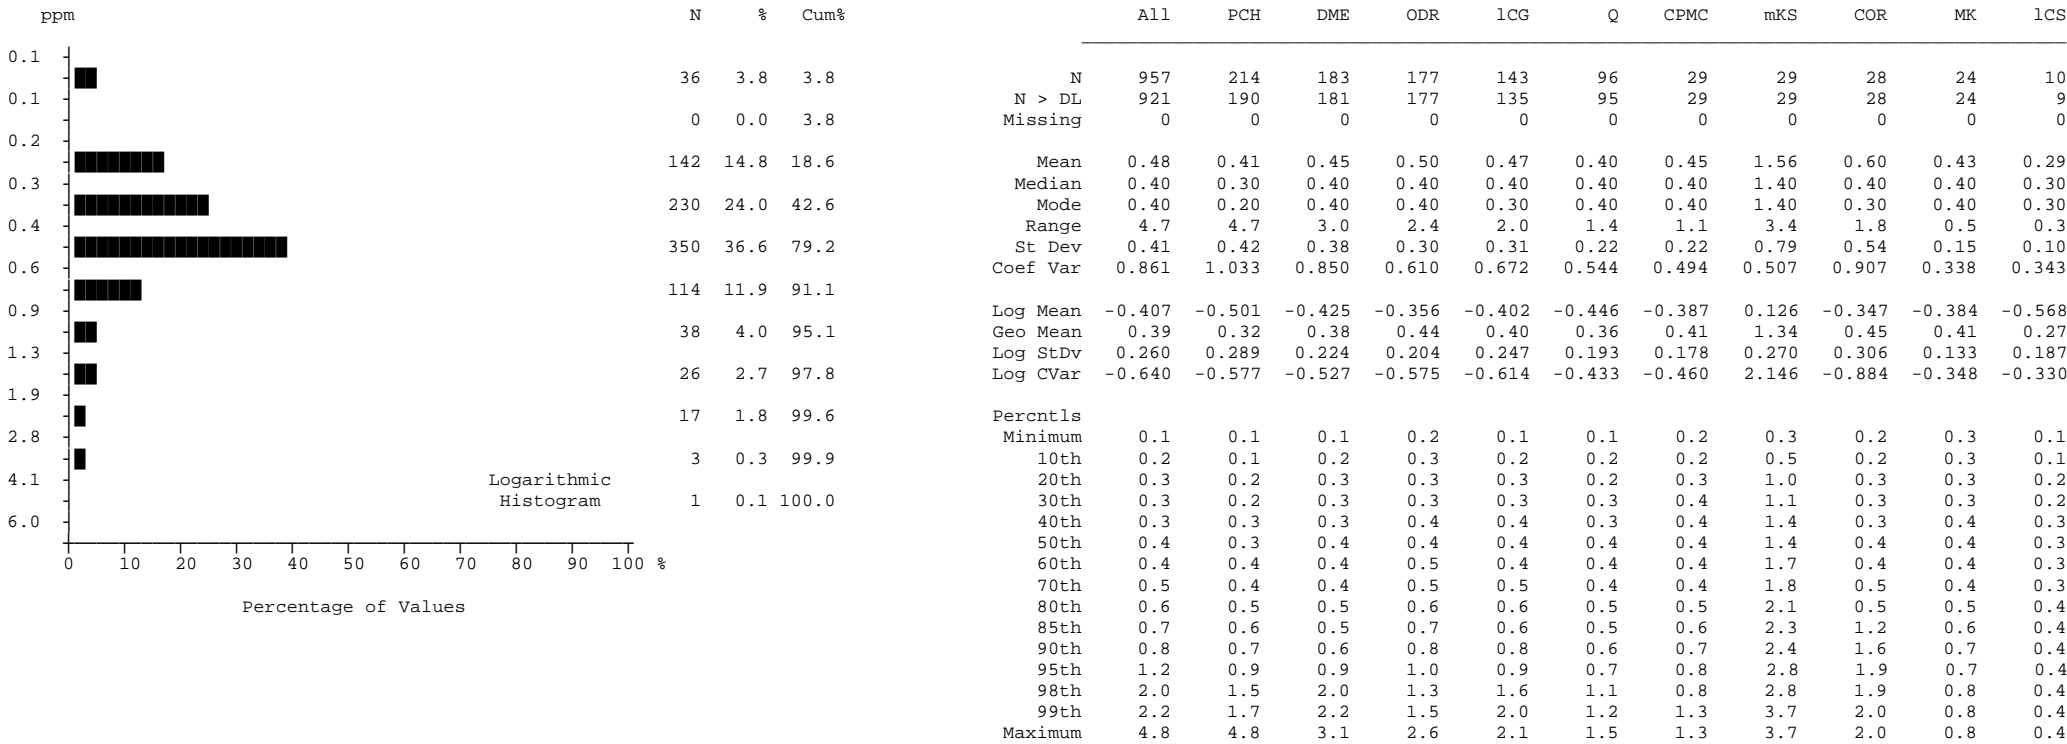 ppm N % Cum% All PCH DME ODR lCG Q CPMC mKS COR MK lCS
0.1
36 3.8 3.8 N 957 214 183 177 143 96 29 29 28 24 10
0.1 N > DL 921 190 181 177 135 95 29 29 28 24 9
0 0.0 3.8 Missing 0 0 0 0 0 0 0 0 0 0 0
0.2
142 14.8 18.6 Mean 0.48 0.41 0.45 0.50 0.47 0.40 0.45 1.56 0.60 0.43 0.29
0.3 Median 0.40 0.30 0.40 0.40 0.40 0.40 0.40 1.40 0.40 0.40 0.30
230 24.0 42.6 Mode 0.40 0.20 0.40 0.40 0.30 0.40 0.40 1.40 0.30 0.40 0.30
0.4 Range 4.7 4.7 3.0 2.4 2.0 1.4 1.1 3.4 1.8 0.5 0.3
350 36.6 79.2 St Dev 0.41 0.42 0.38 0.30 0.31 0.22 0.22 0.79 0.54 0.15 0.10
0.6 Coef Var 0.861 1.033 0.850 0.610 0.672 0.544 0.494 0.507 0.907 0.338 0.343
114 11.9 91.1
0.9 Log Mean -0.407 -0.501 -0.425 -0.356 -0.402 -0.446 -0.387 0.126 -0.347 -0.384 -0.568
38 4.0 95.1 Geo Mean 0.39 0.32 0.38 0.44 0.40 0.36 0.41 1.34 0.45 0.41 0.27
1.3 Log StDv 0.260 0.289 0.224 0.204 0.247 0.193 0.178 0.270 0.306 0.133 0.187
26 2.7 97.8 Log CVar -0.640 -0.577 -0.527 -0.575 -0.614 -0.433 -0.460 2.146 -0.884 -0.348 -0.330
1.9
17 1.8 99.6 Percntls
2.8 Minimum 0.1 0.1 0.1 0.2 0.1 0.1 0.2 0.3 0.2 0.3 0.1
3 0.3 99.9 10th 0.2 0.1 0.2 0.3 0.2 0.2 0.2 0.5 0.2 0.3 0.1
4.1 Logarithmic 20th 0.3 0.2 0.3 0.3 0.3 0.2 0.3 1.0 0.3 0.3 0.2
Histogram 1 0.1 100.0 30th 0.3 0.2 0.3 0.3 0.3 0.3 0.4 1.1 0.3 0.3 0.2
6.0 40th 0.3 0.3 0.3 0.4 0.4 0.3 0.4 1.4 0.3 0.4 0.3
50th 0.4 0.3 0.4 0.4 0.4 0.4 0.4 1.4 0.4 0.4 0.3
0 10 20 30 40 50 60 70 80 90 100 % 60th 0.4 0.4 0.4 0.5 0.4 0.4 0.4 1.7 0.4 0.4 0.3
70th 0.5 0.4 0.4 0.5 0.5 0.4 0.4 1.8 0.5 0.4 0.3
Percentage of Values 80th 0.6 0.5 0.5 0.6 0.6 0.5 0.5 2.1 0.5 0.5 0.4
85th 0.7 0.6 0.5 0.7 0.6 0.5 0.6 2.3 1.2 0.6 0.4
90th 0.8 0.7 0.6 0.8 0.8 0.6 0.7 2.4 1.6 0.7 0.4
95th 1.2 0.9 0.9 1.0 0.9 0.7 0.8 2.8 1.9 0.7 0.4
98th 2.0 1.5 2.0 1.3 1.6 1.1 0.8 2.8 1.9 0.8 0.4
99th 2.2 1.7 2.2 1.5 2.0 1.2 1.3 3.7 2.0 0.8 0.4
Maximum 4.8 4.8 3.1 2.6 2.1 1.5 1.3 3.7 2.0 0.8 0.4